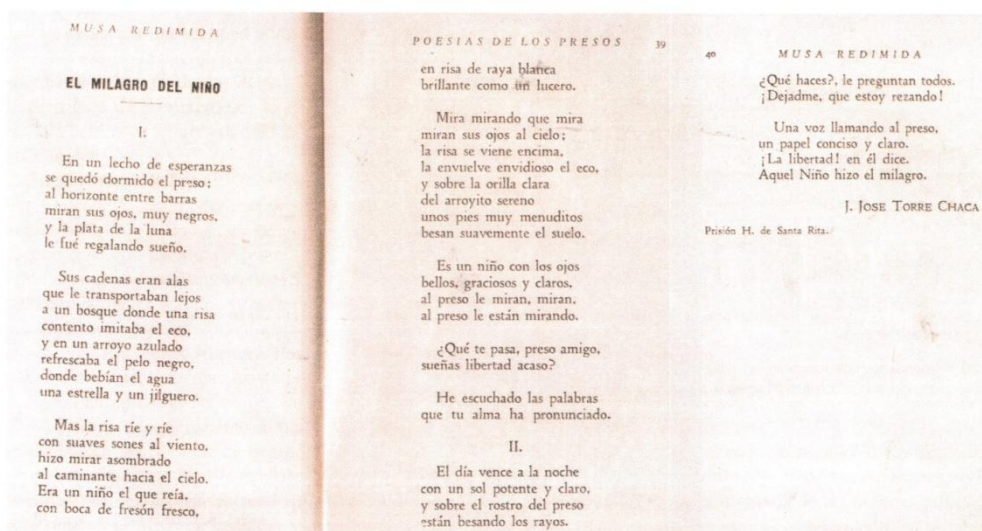 MUSA REDIMIDA
EL MILAGRO DEL NIÑO
I.
En un lecho de esperanzas
se quedó dormido el preso;
al horizonte entre barras
miran sus ojos, muy negros,
y la plata de la luna
le fué regalando sueño.
Sus cadenas eran alas
que le transportaban lejos
a un bosque donde una risa
contento imitaba el eco,
y en un arroyo azulado
refrescaba el pelo negro,
donde bebían el agua
una estrella y un jilguero.
Mas la risa ríe y ríe
con suaves sones al viento,
hizo mirar asombrado
al caminante hacia el cielo.
Era un niño el que reía,
con boca de fresón fresco,
POESIAS DE LOS PRESOS 39
en risa de raya blanca
brillante como un lucero.
Mira mirando que mira
miran sus ojos al cielo;
la risa se viene encima,
la envuelve envidioso el eco,
y sobre la orilla clara
del arroyito sereno
unos pies muy menuditos
besan suavemente el suelo.
Es un niño con los ojos
bellos, graciosos y claros,
al preso le miran, miran,
al preso le están mirando.
¿Qué te pasa, preso amigo,
sueñas libertad acaso?
He escuchado las palabras
que tu alma ha pronunciado.
II.
El día vence a la noche
con un sol potente y claro,
y sobre el rostro del preso
están besando los rayos.
40 MUSA REDIMIDA
¿Qué haces?, le preguntan todos.
¡Dejadme, que estoy rezando!
Una voz llamando al preso,
un papel conciso y claro.
¡La libertad! en él dice.
Aquel Niño hizo el milagro.
J. JOSE TORRE CHACA
Prisión H. de Santa Rita.